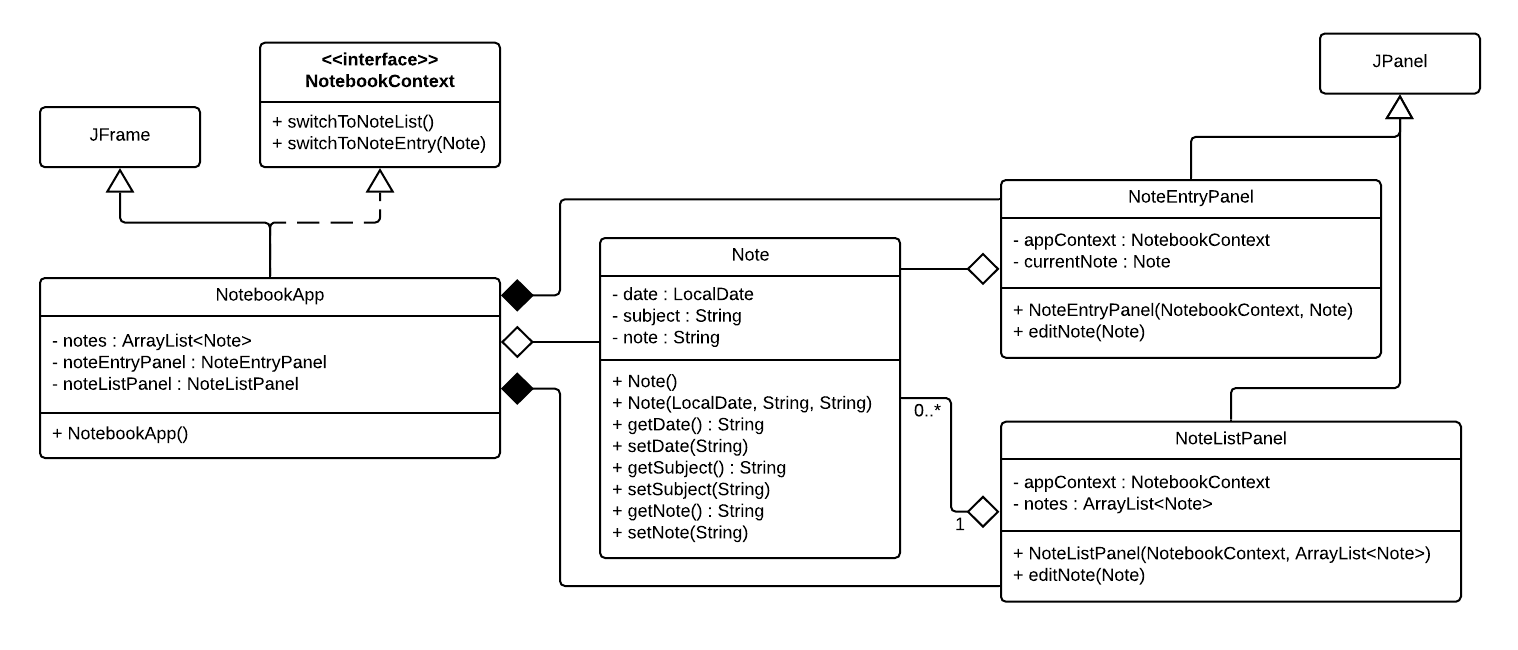 <<interface>>
NotebookContext
+ switchToNoteList()
+ switchToNoteEntry(Note)
JFrame
JPanel
NotebookApp
- notes : ArrayList<Note>
- noteEntryPanel : NoteEntryPanel
- noteListPanel : NoteListPanel
+ NotebookApp()
Note
- date : LocalDate
- subject : String
- note : String
+ Note()
+ Note(LocalDate, String, String)
+ getDate() : String
+ setDate(String)
+ getSubject() : String
+ setSubject(String)
+ getNote() : String
+ setNote(String)
0..*
1
NoteEntryPanel
- appContext : NotebookContext
- currentNote : Note
+ NoteEntryPanel(NotebookContext, Note)
+ editNote(Note)
NoteListPanel
- appContext : NotebookContext
- notes : ArrayList<Note>
+ NoteListPanel(NotebookContext, ArrayList<Note>)
+ editNote(Note)